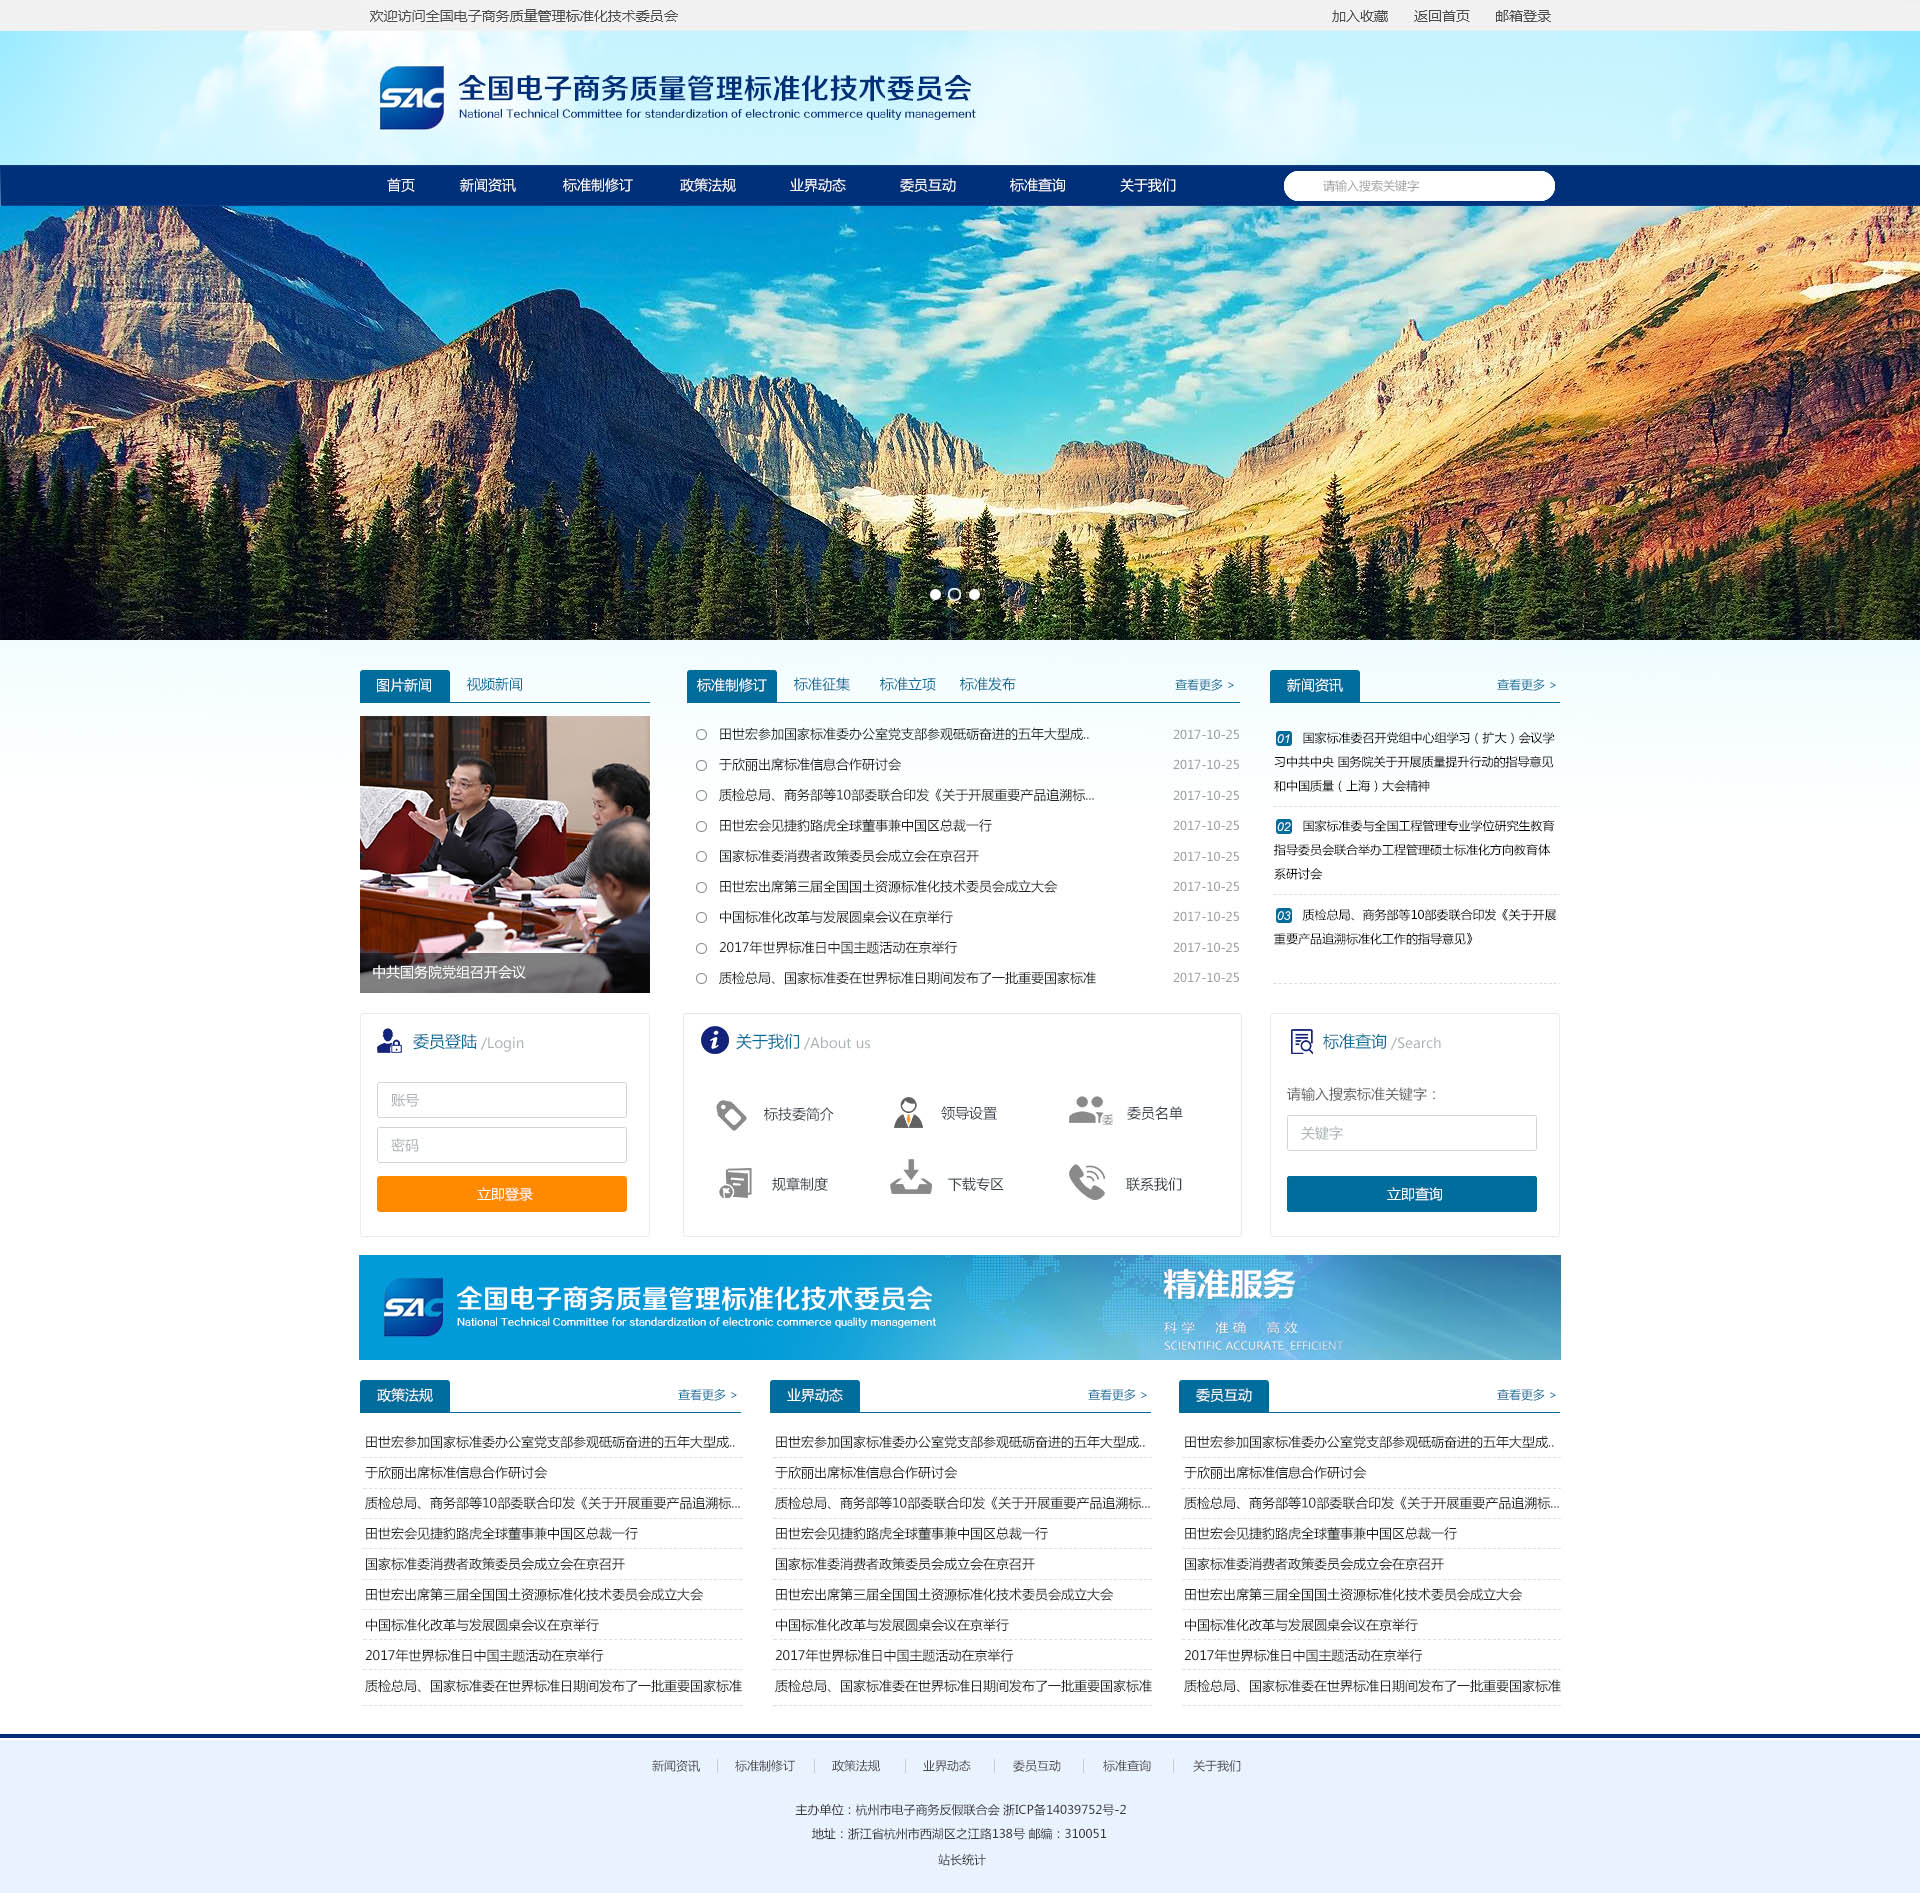 欢迎访问全国电子商务质量管理标准化技术委员会
加入收藏 返回首页 邮箱登录
SAC
全国电子商务质量管理标准化技术委员会
National Technical Committee for standardization of electronic commerce quality management
首页 新闻资讯 标准制修订 政策法规 业界动态 委员互动 标准查询 关于我们 请输入搜索关键字
图片新闻 视频新闻
中共国务院党组召开会议
标准制修订 标准征集 标准立项 标准发布 查看更多 >
田世宏参加国家标准委办公室党支部参观砥砺奋进的五年大型成.. 2017-10-25
于欣丽出席标准信息合作研讨会 2017-10-25
质检总局、商务部等10部委联合印发《关于开展重要产品追溯标... 2017-10-25
田世宏会见捷豹路虎全球董事兼中国区总裁一行 2017-10-25
国家标准委消费者政策委员会成立会在京召开 2017-10-25
田世宏出席第三届全国国土资源标准化技术委员会成立大会 2017-10-25
中国标准化改革与发展圆桌会议在京举行 2017-10-25
2017年世界标准日中国主题活动在京举行 2017-10-25
质检总局、国家标准委在世界标准日期间发布了一批重要国家标准 2017-10-25
新闻资讯 查看更多 >
01 国家标准委召开党组中心组学习（扩大）会议学
习中共中央 国务院关于开展质量提升行动的指导意见
和中国质量（上海）大会精神
02 国家标准委与全国工程管理专业学位研究生教育
指导委员会联合举办工程管理硕士标准化方向教育体
系研讨会
03 质检总局、商务部等10部委联合印发《关于开展
重要产品追溯标准化工作的指导意见》
委员登陆 /Login
账号
密码
立即登录
关于我们 /About us
标技委简介 领导设置 委 委员名单
规章制度 下载专区 联系我们
标准查询 /Search
请输入搜索标准关键字：
关键字
立即查询
SAC
全国电子商务质量管理标准化技术委员会
National Technical Committee for standardization of electronic commerce quality management
精准服务
科学 准确 高效
SCIENTIFIC ACCURATE EFFICIENT
政策法规 查看更多 >
田世宏参加国家标准委办公室党支部参观砥砺奋进的五年大型成..
于欣丽出席标准信息合作研讨会
质检总局、商务部等10部委联合印发《关于开展重要产品追溯标...
田世宏会见捷豹路虎全球董事兼中国区总裁一行
国家标准委消费者政策委员会成立会在京召开
田世宏出席第三届全国国土资源标准化技术委员会成立大会
中国标准化改革与发展圆桌会议在京举行
2017年世界标准日中国主题活动在京举行
质检总局、国家标准委在世界标准日期间发布了一批重要国家标准
业界动态 查看更多 >
田世宏参加国家标准委办公室党支部参观砥砺奋进的五年大型成..
于欣丽出席标准信息合作研讨会
质检总局、商务部等10部委联合印发《关于开展重要产品追溯标...
田世宏会见捷豹路虎全球董事兼中国区总裁一行
国家标准委消费者政策委员会成立会在京召开
田世宏出席第三届全国国土资源标准化技术委员会成立大会
中国标准化改革与发展圆桌会议在京举行
2017年世界标准日中国主题活动在京举行
质检总局、国家标准委在世界标准日期间发布了一批重要国家标准
委员互动 查看更多 >
田世宏参加国家标准委办公室党支部参观砥砺奋进的五年大型成..
于欣丽出席标准信息合作研讨会
质检总局、商务部等10部委联合印发《关于开展重要产品追溯标...
田世宏会见捷豹路虎全球董事兼中国区总裁一行
国家标准委消费者政策委员会成立会在京召开
田世宏出席第三届全国国土资源标准化技术委员会成立大会
中国标准化改革与发展圆桌会议在京举行
2017年世界标准日中国主题活动在京举行
质检总局、国家标准委在世界标准日期间发布了一批重要国家标准
新闻资讯 标准制修订 政策法规 业界动态 委员互动 标准查询 关于我们
主办单位：杭州市电子商务反假联合会 浙ICP备14039752号-2
地址：浙江省杭州市西湖区之江路138号 邮编：310051
站长统计